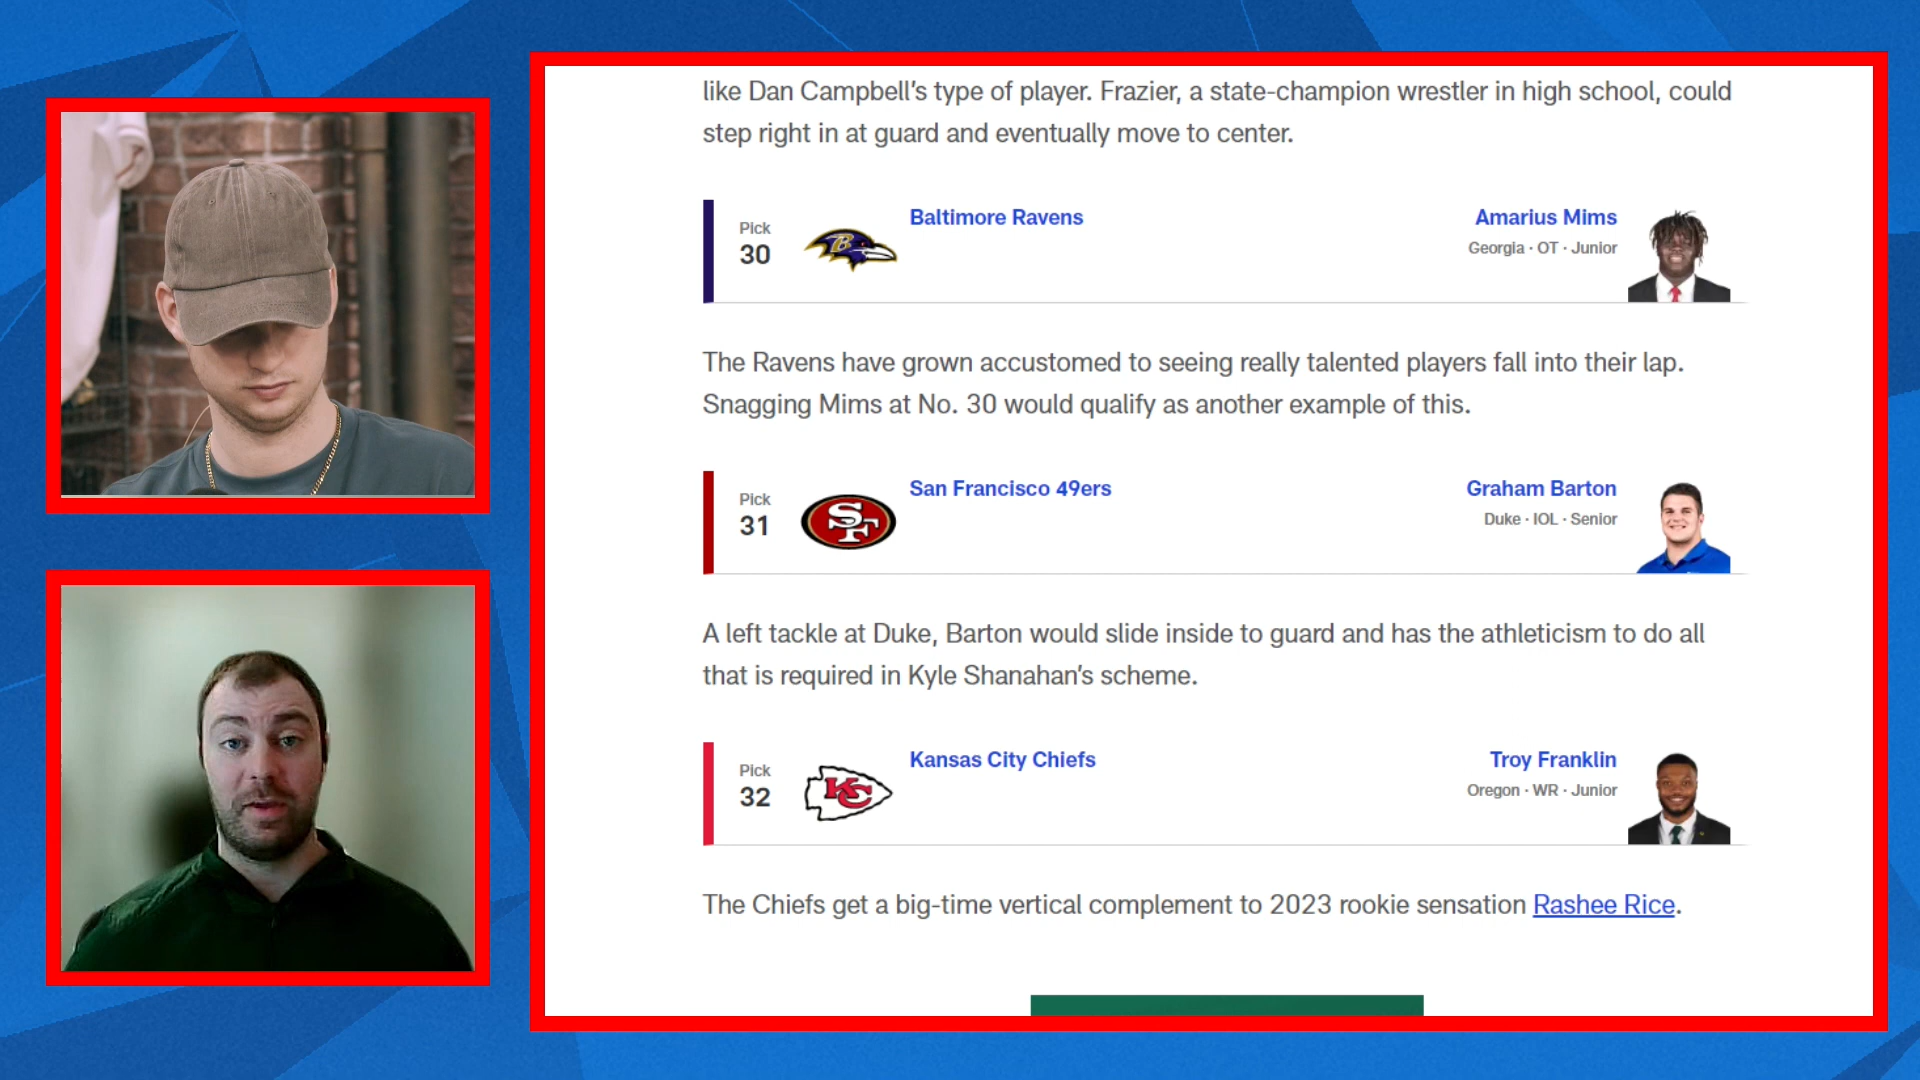 like Dan Campbell’s type of player. Frazier, a state-champion wrestler in high school, could
step right in at guard and eventually move to center.
Pick
30
B
Baltimore Ravens
Amarius Mims
Georgia · OT · Junior
The Ravens have grown accustomed to seeing really talented players fall into their lap.
Snagging Mims at No. 30 would qualify as another example of this.
Pick
31
SF
San Francisco 49ers
Graham Barton
Duke · IOL · Senior
A left tackle at Duke, Barton would slide inside to guard and has the athleticism to do all
that is required in Kyle Shanahan’s scheme.
Pick
32
KC
Kansas City Chiefs
Troy Franklin
Oregon · WR · Junior
The Chiefs get a big-time vertical complement to 2023 rookie sensation Rashee Rice.